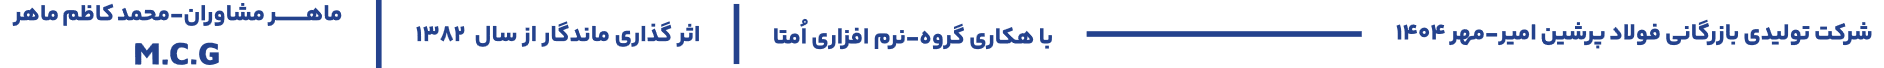 شرکت تولیدی بازرگانی فولاد پرشین امیر-مهر ۱۴۰۴
با هکاری گروه-نرم افزاری اُمتا
اثر گذاری ماندگار از سال ۱۳۸۲
ماهـــر مشاوران-محمد کاظم ماهر
M.C.G